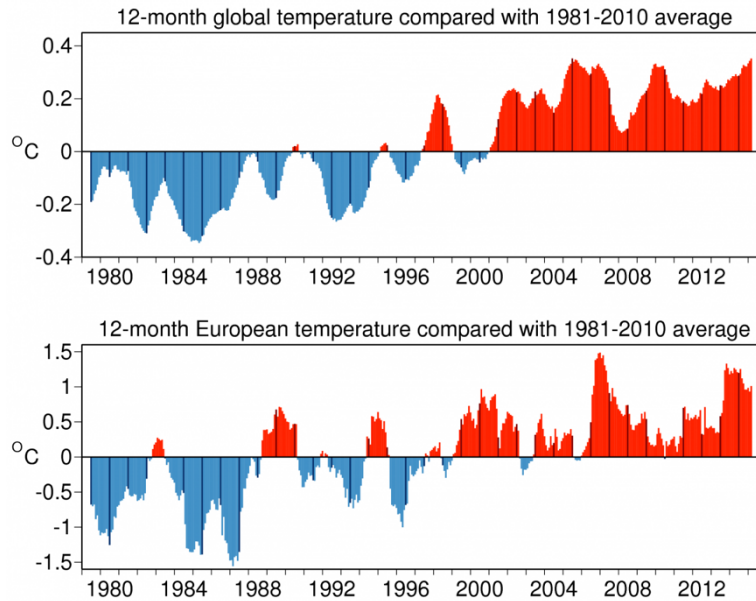 12-month global temperature compared with 1981-2010 average
0.4
0.2
°C
0
-0.2
-0.4
1980 1984 1988 1992 1996 2000 2004 2008 2012
12-month European temperature compared with 1981-2010 average
1.5
1
0.5
°C
0
-0.5
-1
-1.5
1980 1984 1988 1992 1996 2000 2004 2008 2012